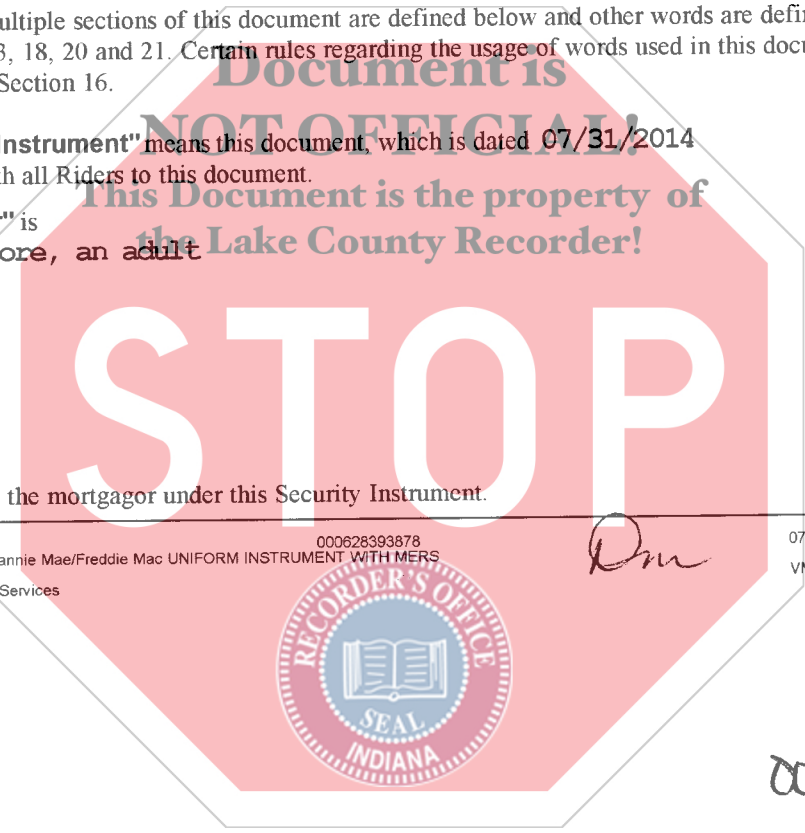 ultiple sections of this document are defined below and other words are defin
3, 18, 20 and 21. Certain rules regarding the usage of words used in this docu
Section 16.
Document is
NOT OFFICIAL!
This Document is the property of
the Lake County Recorder!
Instrument" means this document, which is dated 07/31/2014
th all Riders to this document.
" is
ore, an adult
STOP
the mortgagor under this Security Instrument.
000628393878
annie Mae/Freddie Mac UNIFORM INSTRUMENT WITH MERS
Services
07
VM
RECORDER'S OFFICE
SEAL
INDIANA